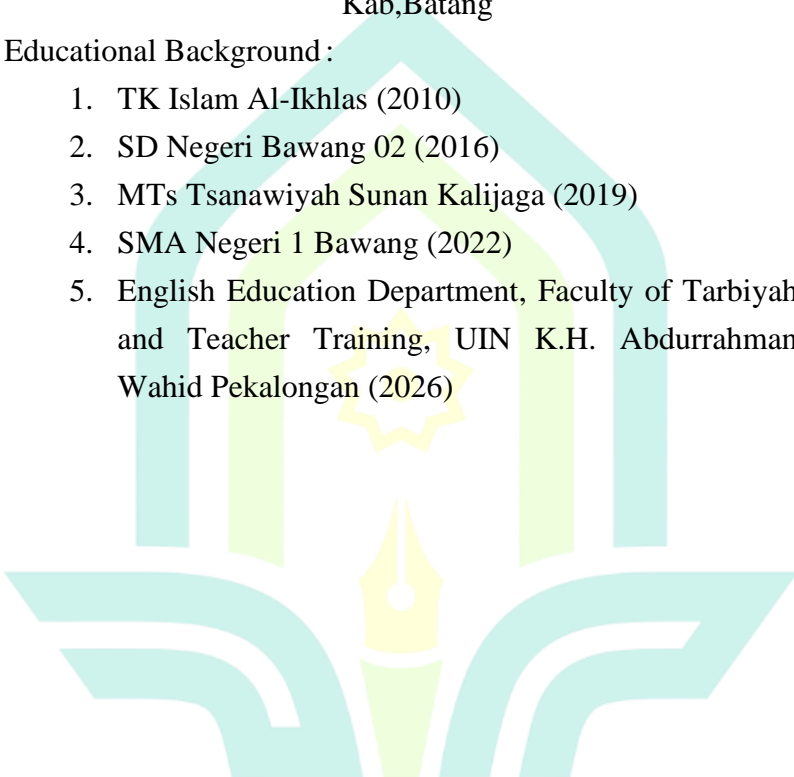 Kab,Batang
Educational Background :
1. TK Islam Al-Ikhlas (2010)
2. SD Negeri Bawang 02 (2016)
3. MTs Tsanawiyah Sunan Kalijaga (2019)
4. SMA Negeri 1 Bawang (2022)
5. English Education Department, Faculty of Tarbiyah
and Teacher Training, UIN K.H. Abdurrahman
Wahid Pekalongan (2026)